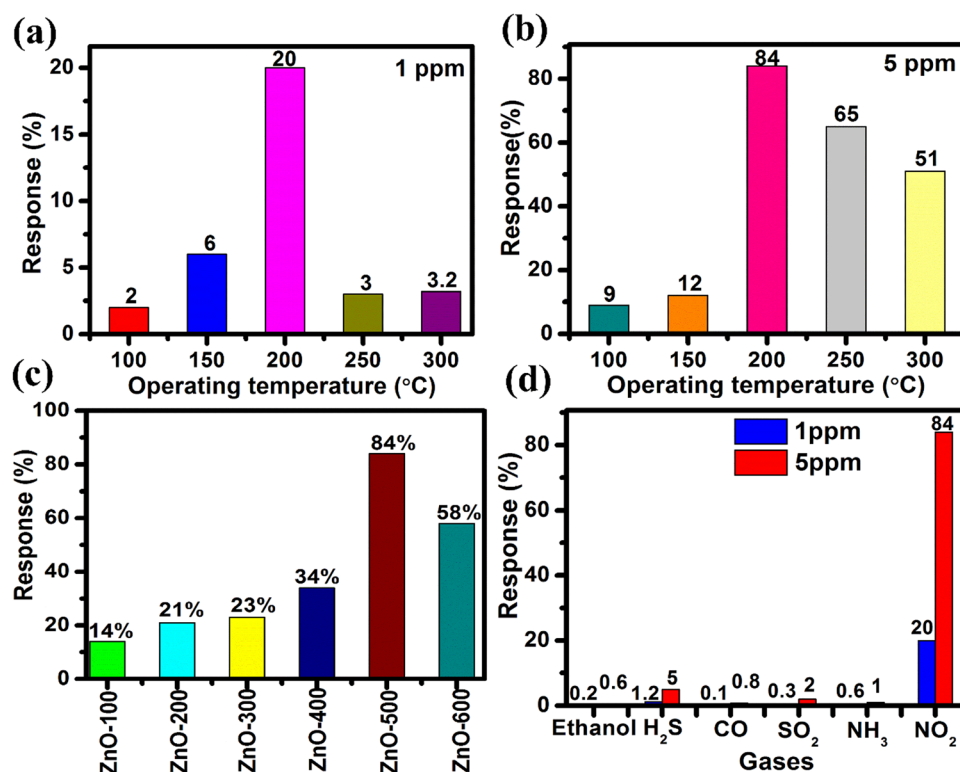 (a)
1 ppm
Response (%)
20
15
10
5
0
2
6
20
3
3.2
100 150 200 250 300
Operating temperature (°C)
(b)
5 ppm
Response(%)
80
60
40
20
0
9
12
84
65
51
100 150 200 250 300
Operating temperature (°C)
(c)
Response (%)
100
80
60
40
20
0
14%
21%
23%
34%
84%
58%
ZnO-100
ZnO-200
ZnO-300
ZnO-400
ZnO-500
ZnO-600
(d)
1ppm
5ppm
Response (%)
80
60
40
20
0
0.2 0.6 1.2 5 0.1 0.8 0.3 2 0.6 1 20 84
Ethanol H₂S CO SO₂ NH₃ NO₂
Gases